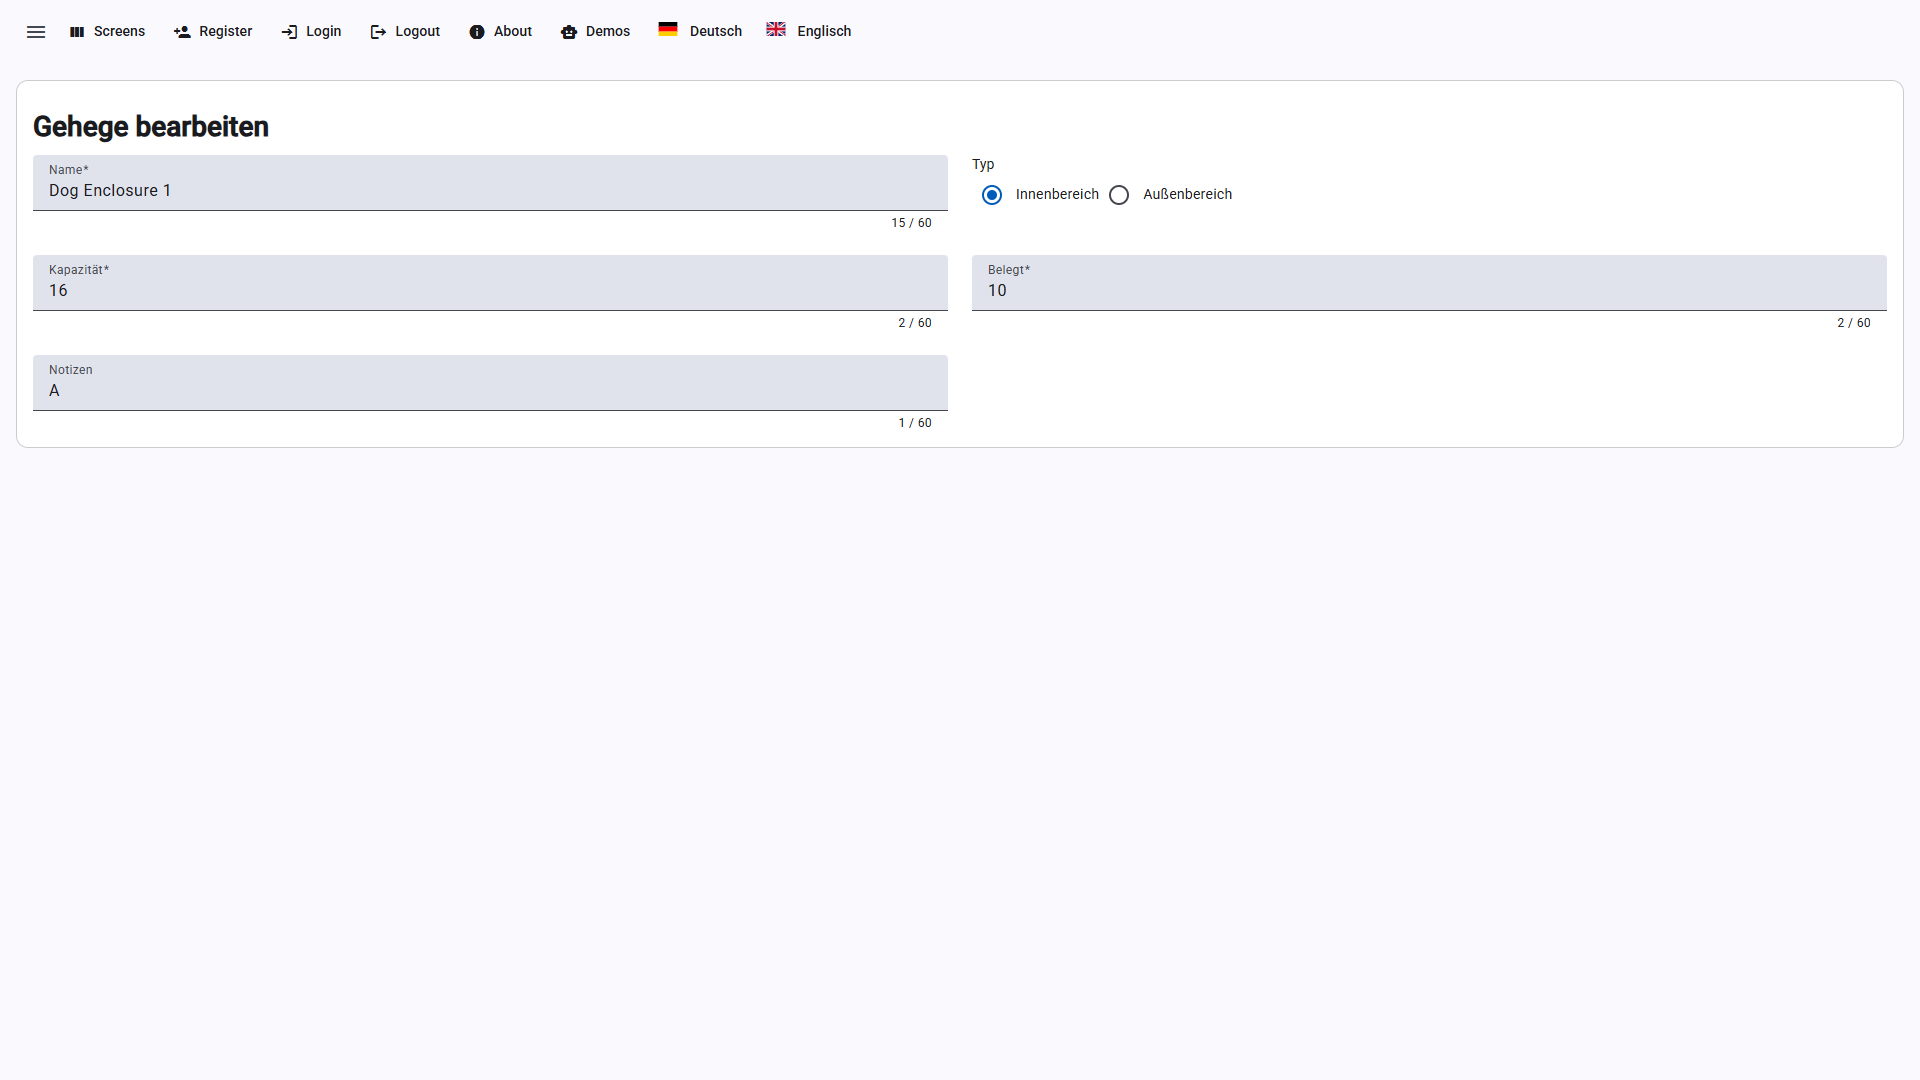 Screens Register Login Logout About Demos Deutsch Englisch
Gehege bearbeiten
Name*
Dog Enclosure 1
15 / 60
Typ
Innenbereich Außenbereich
Kapazität*
16
2 / 60
Belegt*
10
2 / 60
Notizen
A
1 / 60